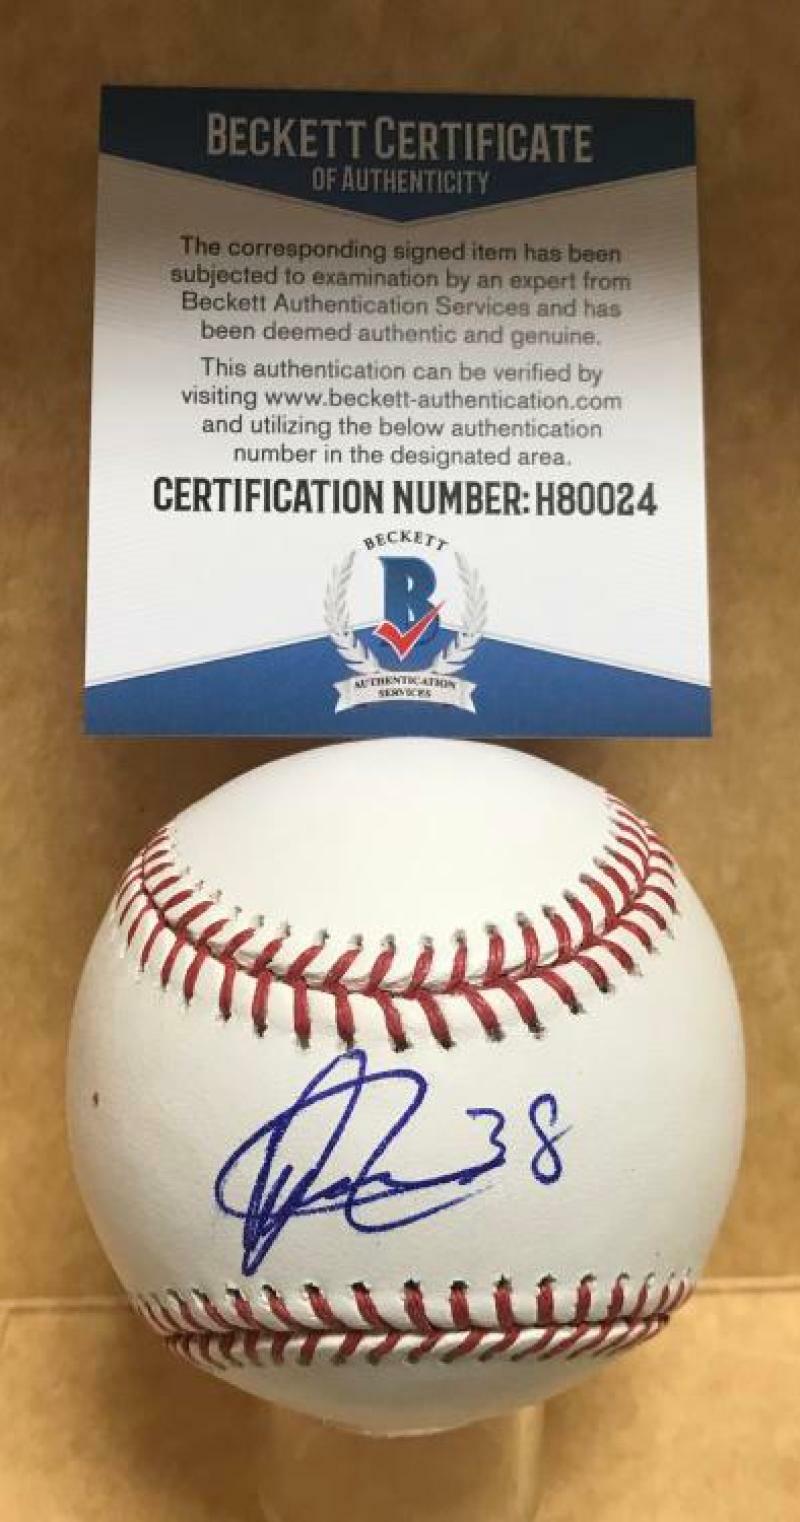 BECKETT CERTIFICATE
OF AUTHENTICITY
The corresponding signed item has been
subjected to examination by an expert from
Beckett Authentication Services and has
been deemed authentic and genuine.
This authentication can be verified by
visiting www.beckett-authentication.com
and utilizing the below authentication
number in the designated area.
CERTIFICATION NUMBER: H80024
BECKETT
B
AUTHENTICATION
SERVICES
38